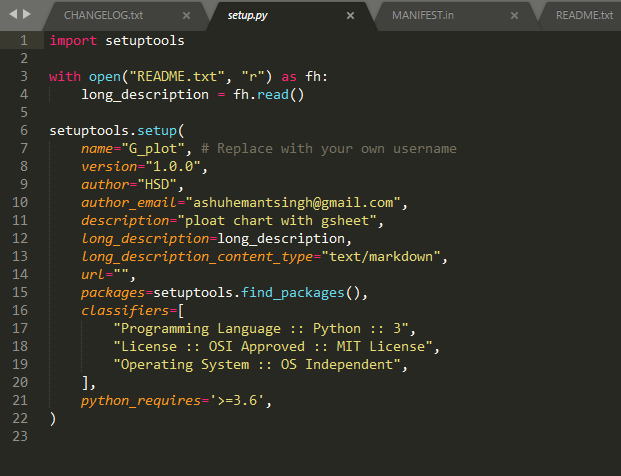 CHANGELOG.txt setup.py MANIFEST.in README.txt
1 import setuptools
2
3 with open("README.txt", "r") as fh:
4     long_description = fh.read()
5
6 setuptools.setup(
7     name="G_plot", # Replace with your own username
8     version="1.0.0",
9     author="HSD",
10     author_email="ashuhemantsingh@gmail.com",
11     description="ploat chart with gsheet",
12     long_description=long_description,
13     long_description_content_type="text/markdown",
14     url="",
15     packages=setuptools.find_packages(),
16     classifiers=[
17         "Programming Language :: Python :: 3",
18         "License :: OSI Approved :: MIT License",
19         "Operating System :: OS Independent",
20     ],
21     python_requires='>=3.6',
22 )
23